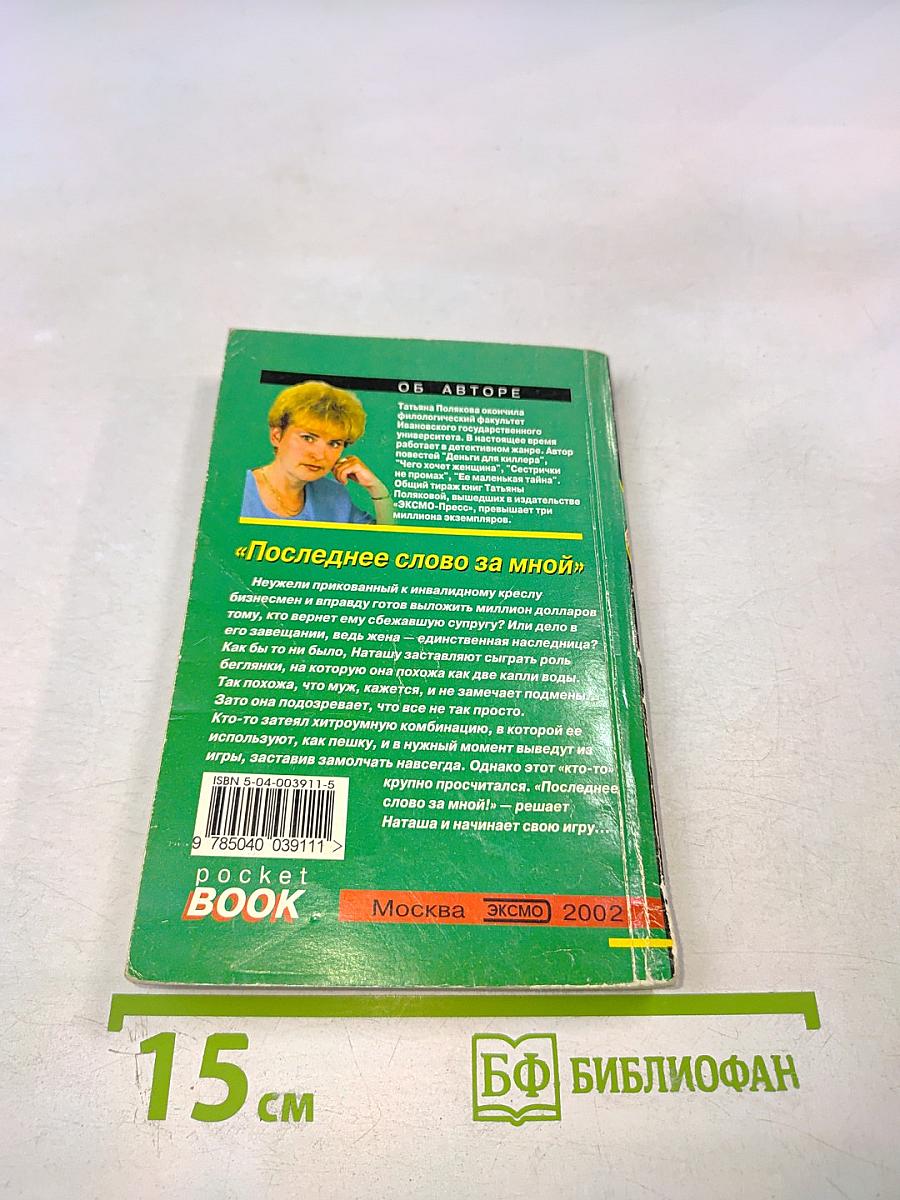 ОБ АВТОРЕ
Татьяна Полякова окончила
филологический факультет
Ивановского государственного
университета. В настоящее время
работает в детективном жанре. Автор
повестей "Деньги для киллера",
"Чего хочет женщина", "Сестрички
не промах", "Ее маленькая тайна".
Общий тираж книг Татьяны
Поляковой, вышедших в издательстве
«ЭКСМО-Пресс», превышает три
миллиона экземпляров.
«Последнее слово за мной»
Неужели прикованный к инвалидному креслу
бизнесмен и вправду готов выложить миллион долларов
тому, кто вернет ему сбежавшую супругу? Или дело в
его завещании, ведь жена — единственная наследница?
Как бы то ни было, Наташу заставляют сыграть роль
беглянки, на которую она похожа как две капли воды.
Так похожа, что муж, кажется, и не замечает подмены.
Зато она подозревает, что все не так просто.
Кто-то затеял хитроумную комбинацию, в которой ее
используют, как пешку, и в нужный момент выведут из
игры, заставив замолчать навсегда. Однако этот «кто-то»
крупно просчитался. «Последнее
слово за мной!» — решает
Наташа и начинает свою игру...
ISBN 5-04-003911-5
9 785040 039111 >
pocket
BOOK
Москва ЭКСМО 2002
15 см
БФ БИБЛИОФАН